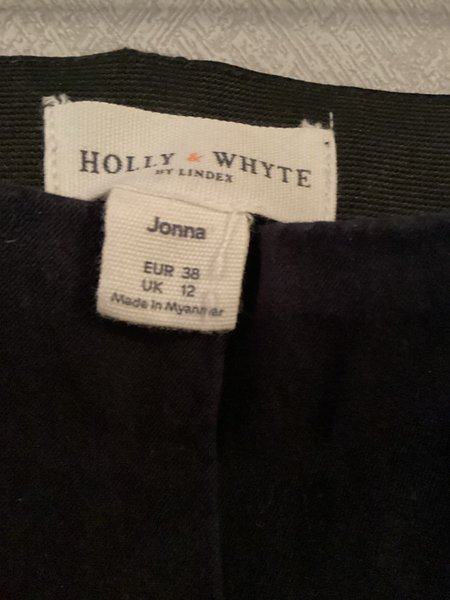 HOLLY & WHYTE
BY LINDEX
Jonna
EUR 38
UK 12
Made in Myanmar